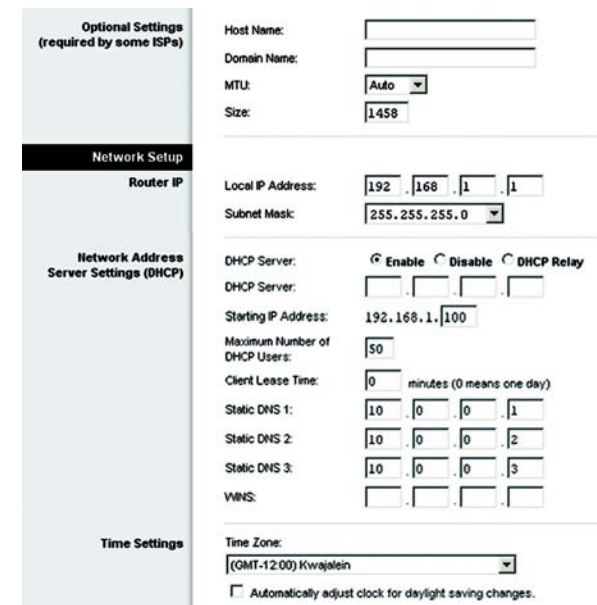 Optional Settings
(required by some ISPs)
Host Name:
Domain Name:
MTU: Auto
Size: 1458
Network Setup
Router IP
Local IP Address: 192 . 168 . 1 . 1
Subnet Mask: 255.255.255.0
Network Address
Server Settings (DHCP)
DHCP Server: Enable Disable DHCP Relay
DHCP Server: . . .
Starting IP Address: 192.168.1. 100
Maximum Number of
DHCP Users: 50
Client Lease Time: 0 minutes (0 means one day)
Static DNS 1: 10 . 0 . 0 . 1
Static DNS 2: 10 . 0 . 0 . 2
Static DNS 3: 10 . 0 . 0 . 3
WINS: . . .
Time Settings
Time Zone:
(GMT-12:00) Kwajalein
Automatically adjust clock for daylight saving changes.